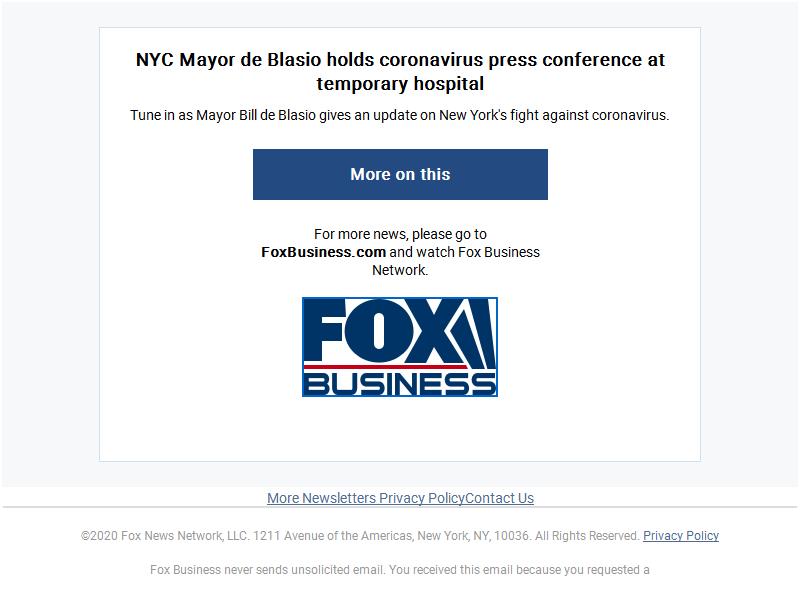 NYC Mayor de Blasio holds coronavirus press conference at
temporary hospital
Tune in as Mayor Bill de Blasio gives an update on New York's fight against coronavirus.
More on this
For more news, please go to
FoxBusiness.com and watch Fox Business
Network.
FOX
BUSINESS
More Newsletters Privacy PolicyContact Us
©2020 Fox News Network, LLC. 1211 Avenue of the Americas, New York, NY, 10036. All Rights Reserved. Privacy Policy
Fox Business never sends unsolicited email. You received this email because you requested a